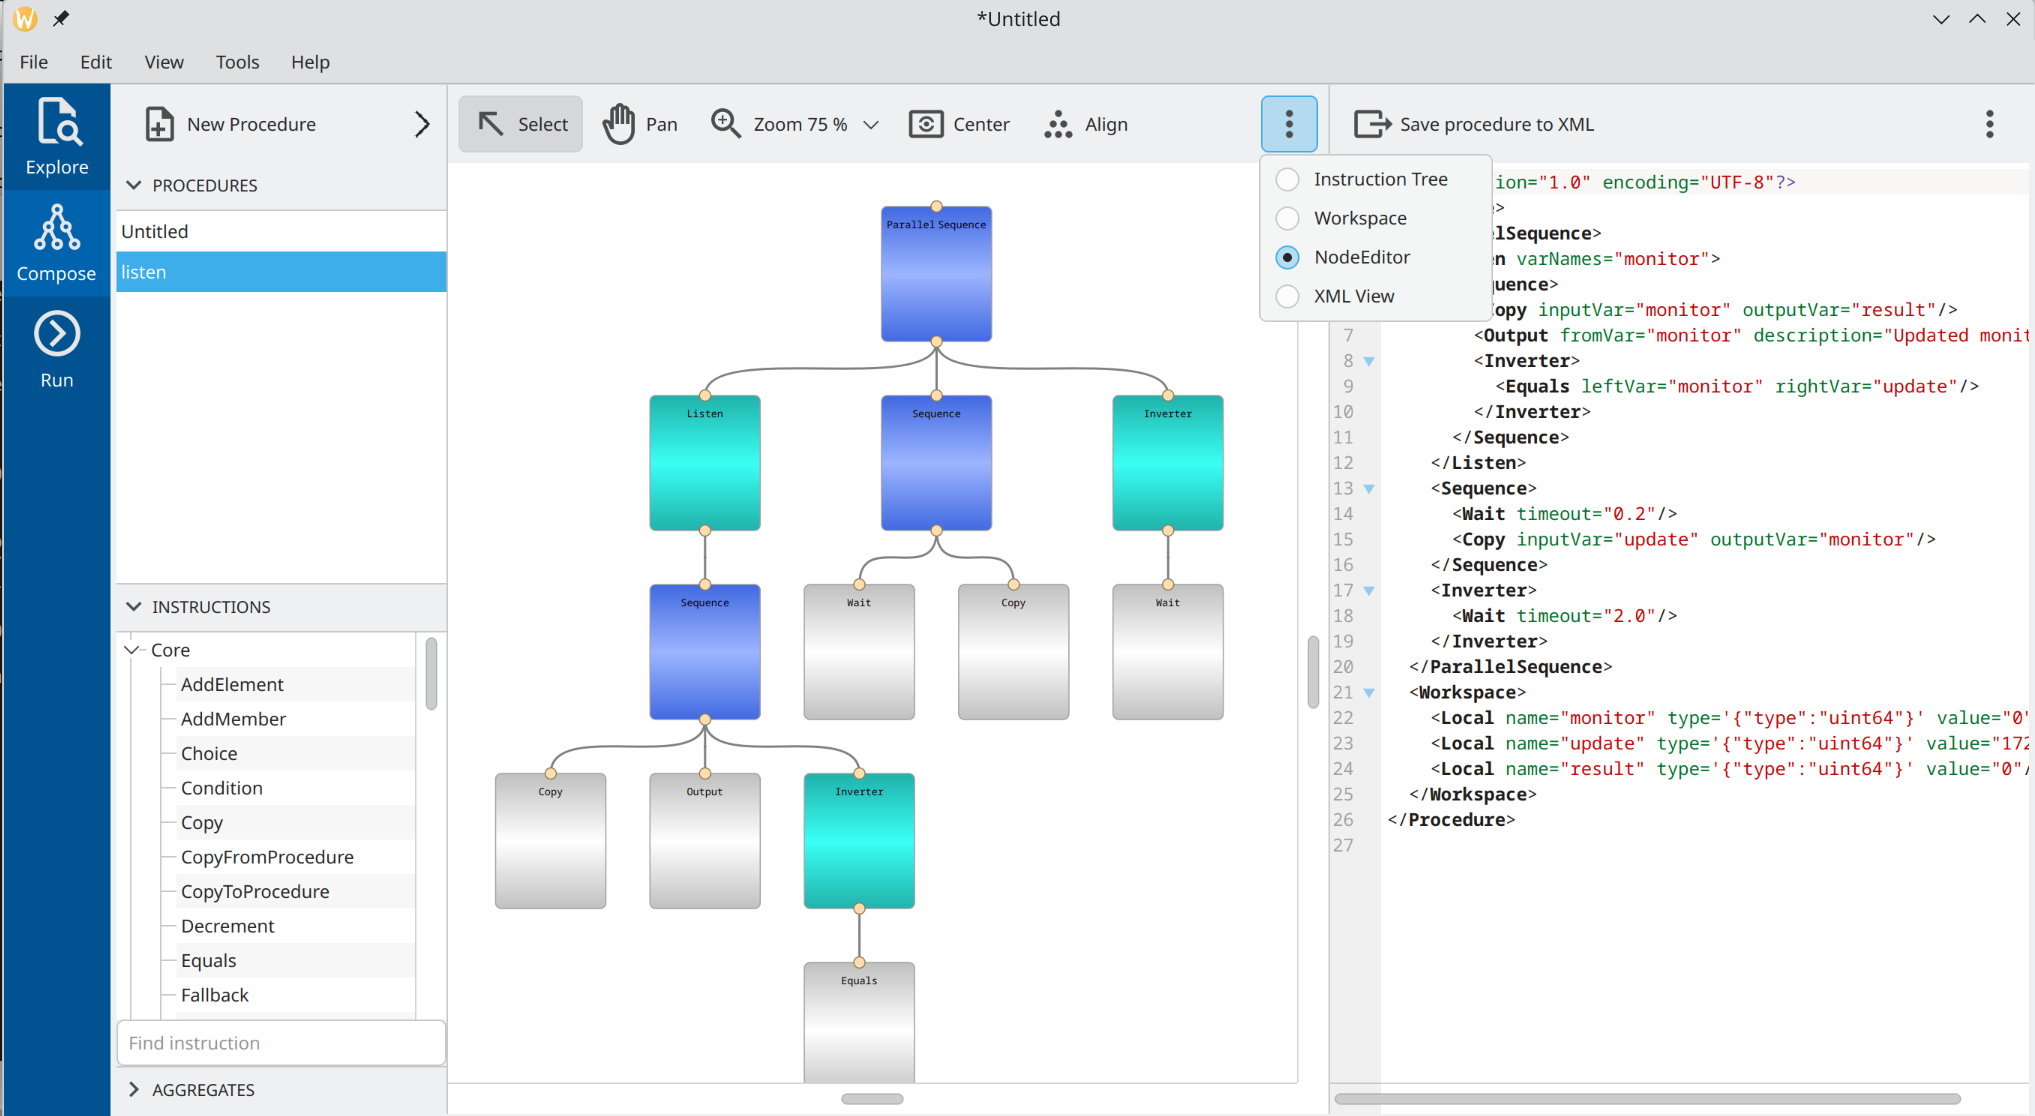 *Untitled
File Edit View Tools Help
Explore
Compose
Run
New Procedure
PROCEDURES
Untitled
listen
INSTRUCTIONS
Core
AddElement
AddMember
Choice
Condition
Copy
CopyFromProcedure
CopyToProcedure
Decrement
Equals
Fallback
Find instruction
AGGREGATES
Select Pan Zoom 75 % Center Align
Parallel Sequence
Listen Sequence Inverter
Sequence Wait Copy Wait
Copy Output Inverter
Equals
Instruction Tree
Workspace
NodeEditor
XML View
Save procedure to XML
ion="1.0" encoding="UTF-8"?>
>
lSequence>
n varNames="monitor">
uence>
opy inputVar="monitor" outputVar="result"/>
7 <Output fromVar="monitor" description="Updated monit
8 <Inverter>
9 <Equals leftVar="monitor" rightVar="update"/>
10 </Inverter>
11 </Sequence>
12 </Listen>
13 <Sequence>
14 <Wait timeout="0.2"/>
15 <Copy inputVar="update" outputVar="monitor"/>
16 </Sequence>
17 <Inverter>
18 <Wait timeout="2.0"/>
19 </Inverter>
20 </ParallelSequence>
21 <Workspace>
22 <Local name="monitor" type='{"type":"uint64"}' value="0"
23 <Local name="update" type='{"type":"uint64"}' value="172
24 <Local name="result" type='{"type":"uint64"}' value="0"/
25 </Workspace>
26 </Procedure>
27